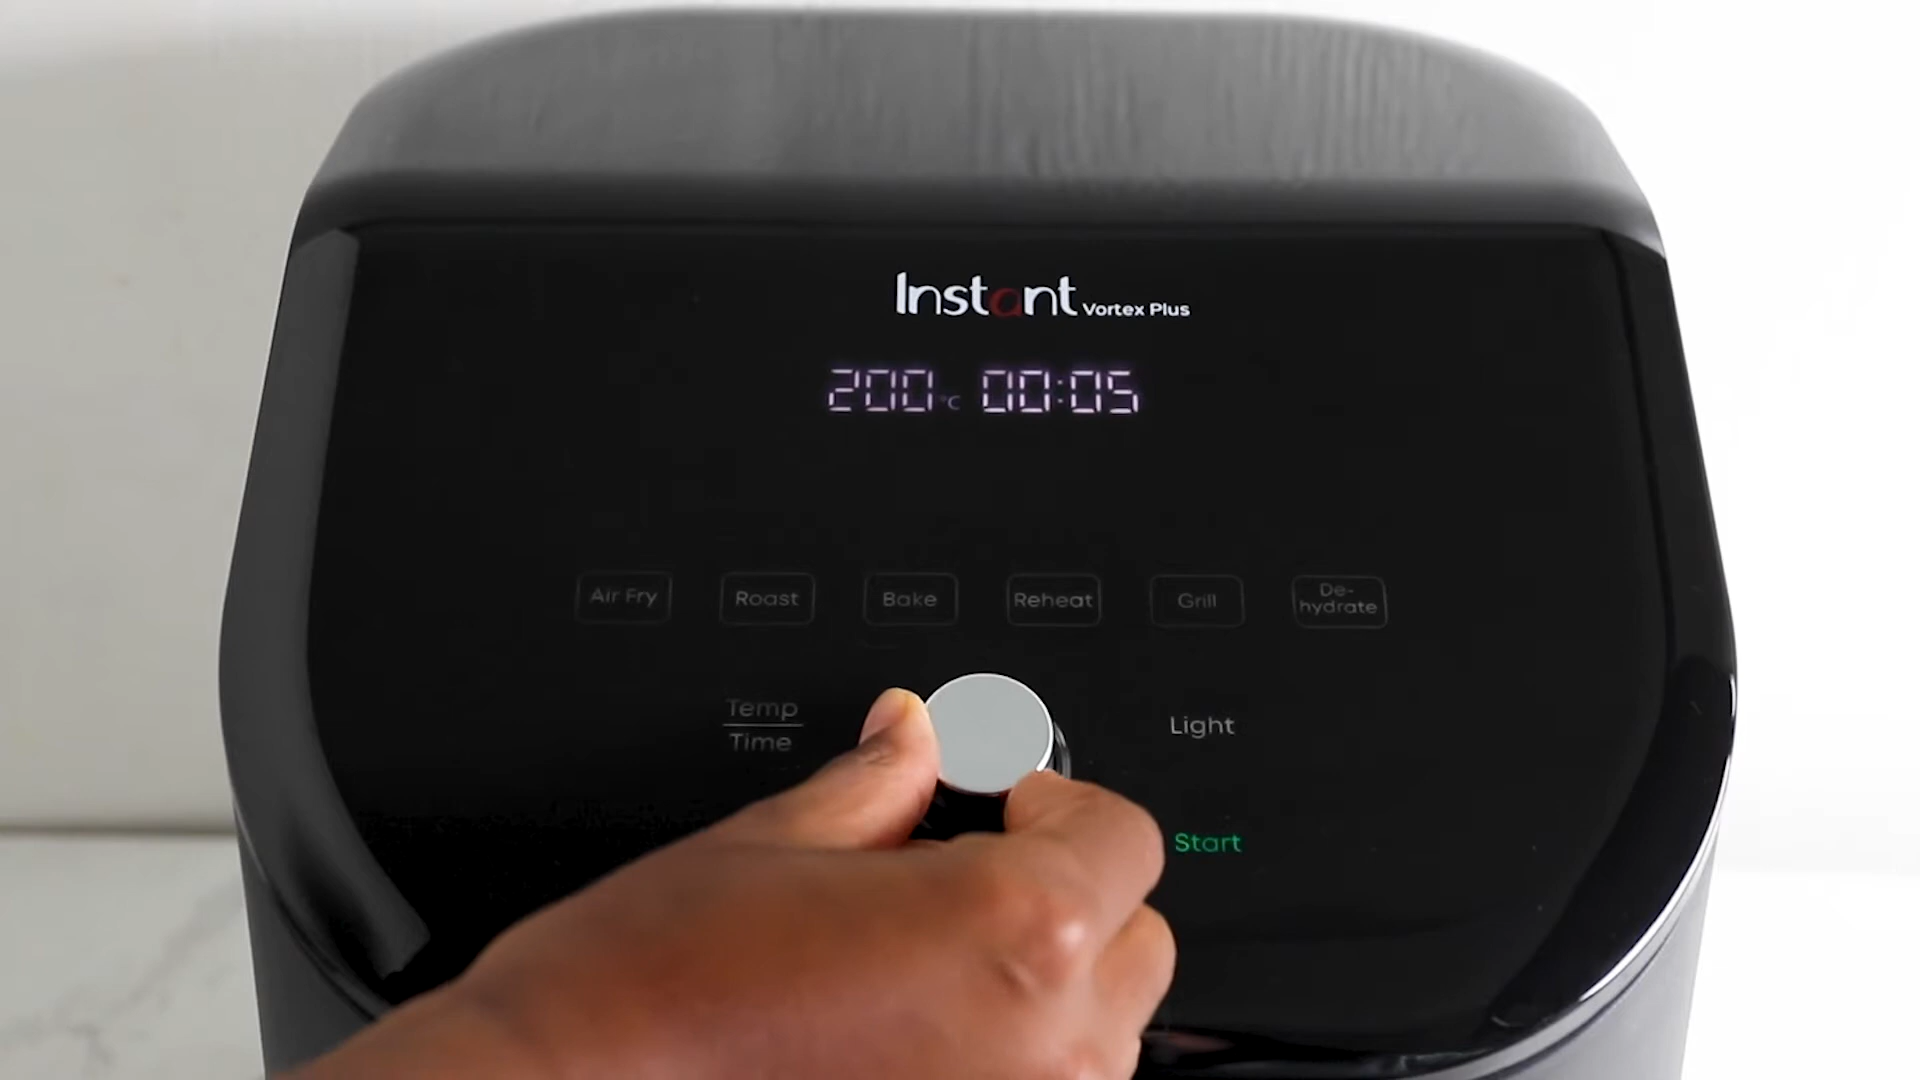 Instant Vortex Plus
200°C 00:05
Air Fry Roast Bake Reheat Grill De-
hydrate
Temp Light
Time
Start